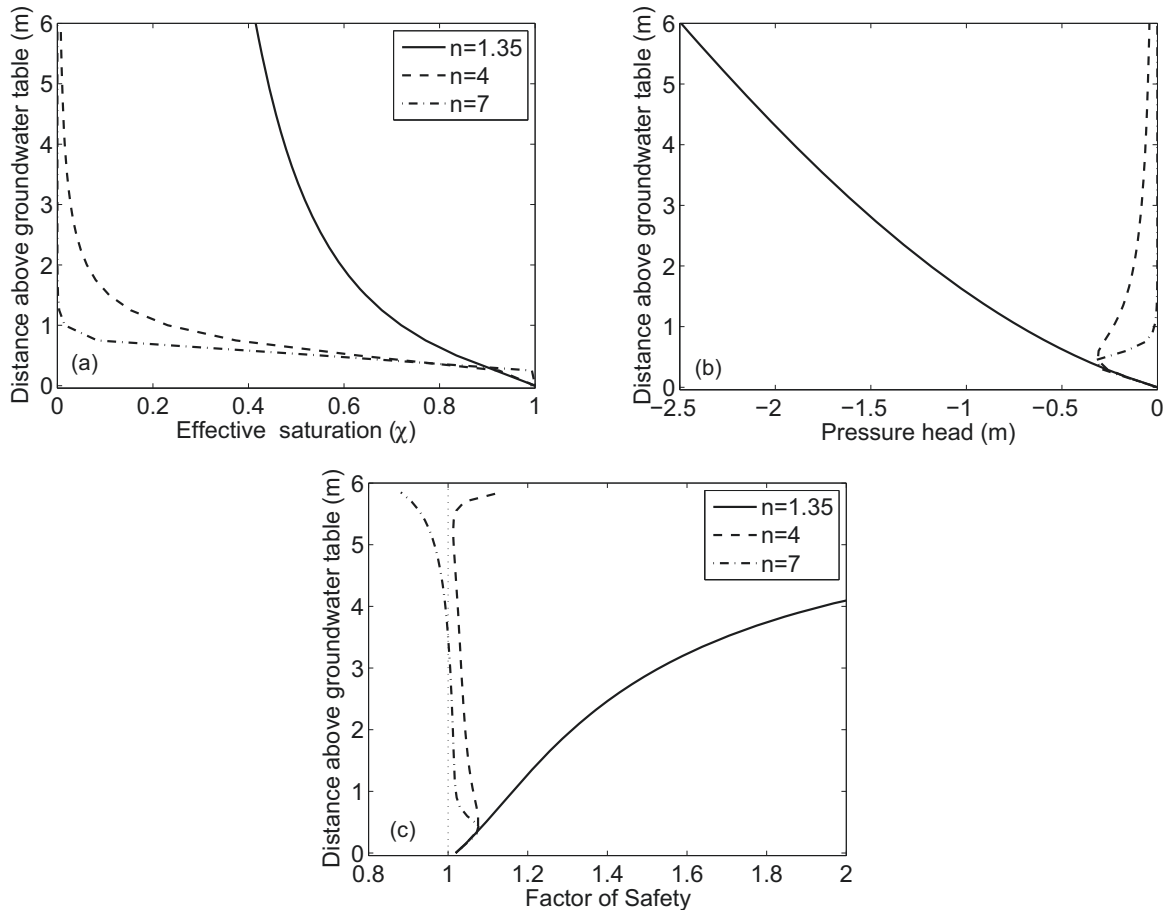 Distance above groundwater table (m)
6
5
4
3
2
1
0
n=1.35
n=4
n=7
(a)
0 0.2 0.4 0.6 0.8 1
Effective saturation (χ)
Distance above groundwater table (m)
6
5
4
3
2
1
0
(b)
−2.5 −2 −1.5 −1 −0.5 0
Pressure head (m)
Distance above groundwater table (m)
6
5
4
3
2
1
0
n=1.35
n=4
n=7
(c)
0.8 1 1.2 1.4 1.6 1.8 2
Factor of Safety